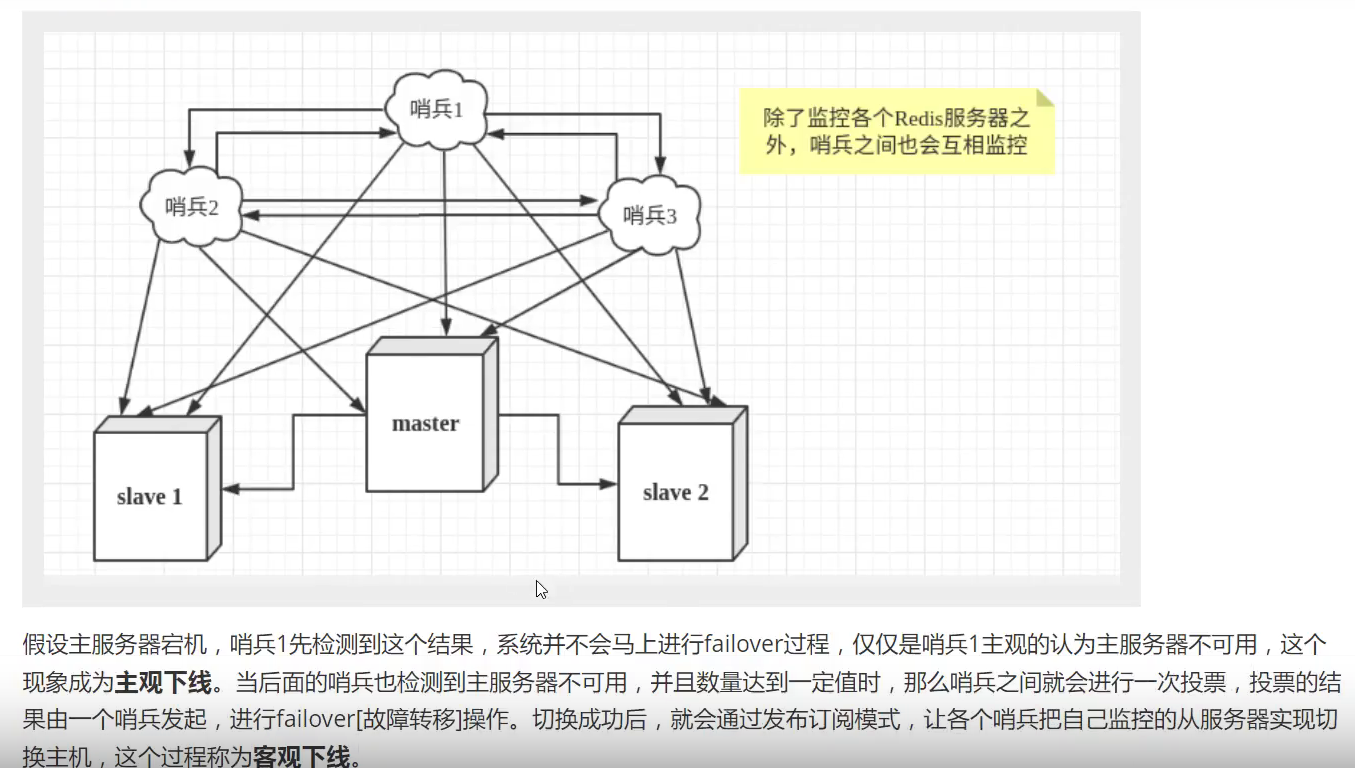 哨兵1
除了监控各个Redis服务器之
外，哨兵之间也会互相监控
哨兵2
哨兵3
master
slave 1
slave 2
假设主服务器宕机，哨兵1先检测到这个结果，系统并不会马上进行failover过程，仅仅是哨兵1主观的认为主服务器不可用，这个
现象成为主观下线。当后面的哨兵也检测到主服务器不可用，并且数量达到一定值时，那么哨兵之间就会进行一次投票，投票的结
果由一个哨兵发起，进行failover[故障转移]操作。切换成功后，就会通过发布订阅模式，让各个哨兵把自己监控的从服务器实现切
换主机，这个过程称为客观下线。